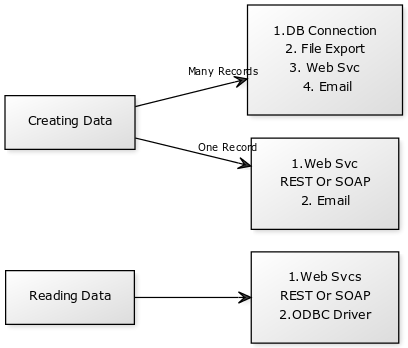 1.DB Connection
2. File Export
3. Web Svc
4. Email
Many Records
Creating Data
One Record
1.Web Svc
REST Or SOAP
2. Email
Reading Data
1.Web Svcs
REST Or SOAP
2.ODBC Driver